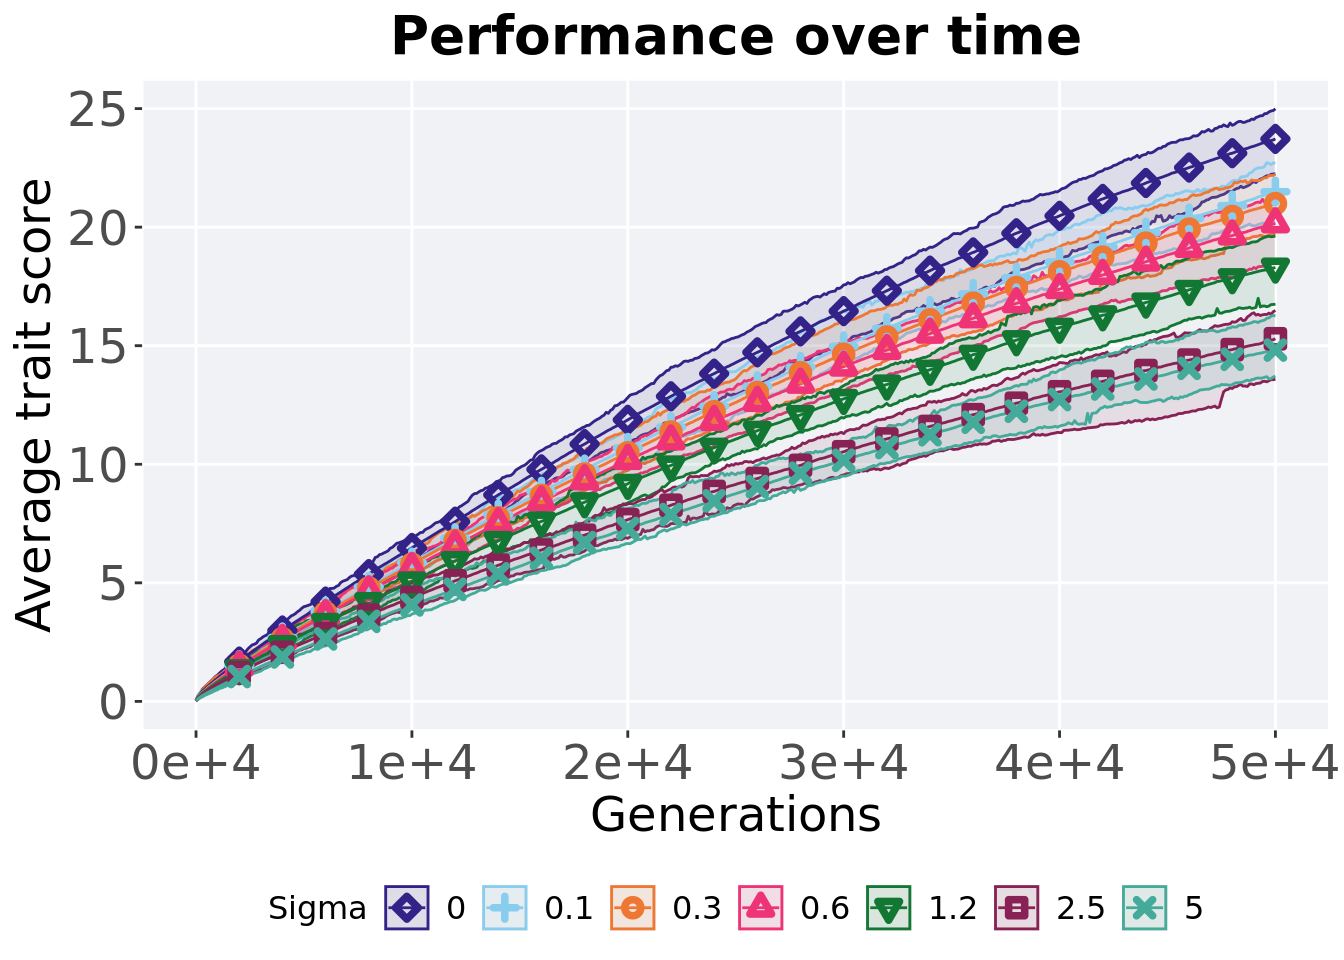 Performance over time
Average trait score
25
20
15
10
5
0
0e+4 1e+4 2e+4 3e+4 4e+4 5e+4
Generations
Sigma 0 0.1 0.3 0.6 1.2 2.5 5